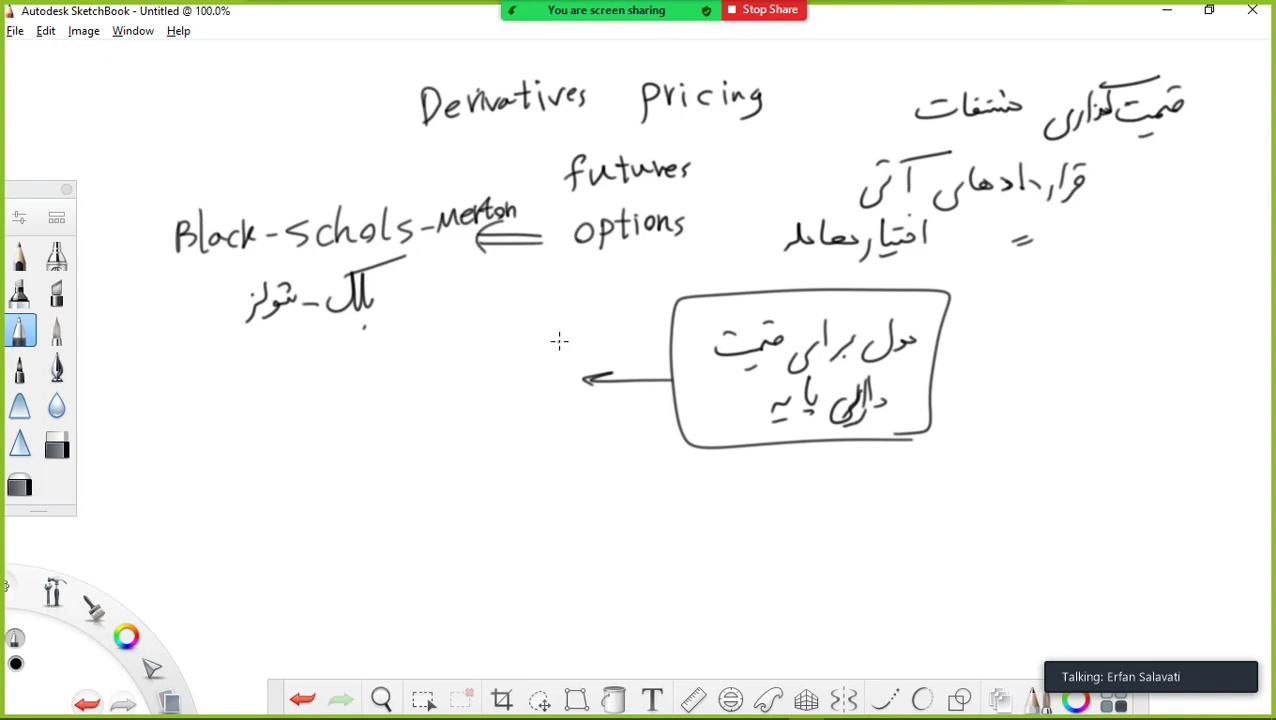 Autodesk SketchBook - Untitled @ 100.0%
You are screen sharing
Stop Share
File Edit Image Window Help
Derivatives pricing
قیمت‌گذاری مشتقات
futures
قراردادهای آتی
Black-Schols-Merton
options
= اختیار معامله
بلک - شولز
مدل برای قیمت
دارایی پایه
Talking: Erfan Salavati